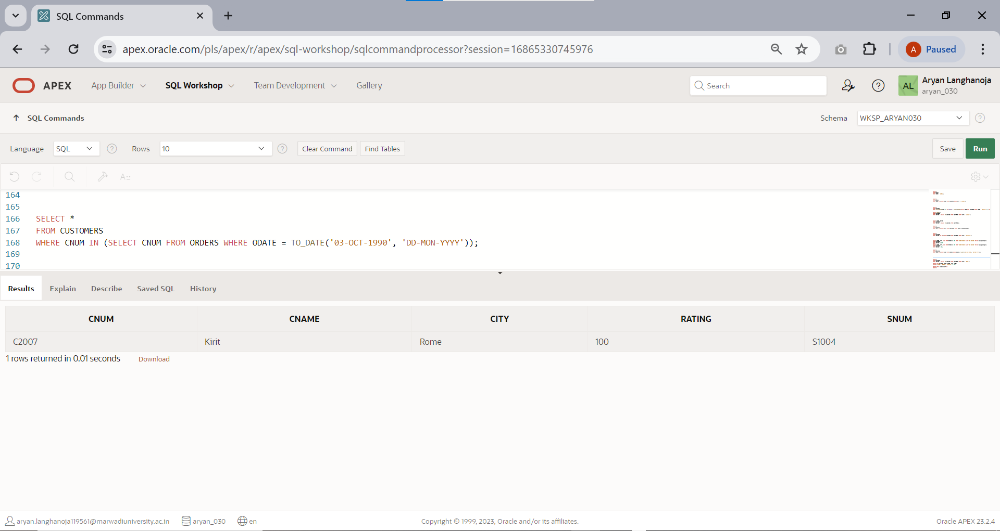 SQL Commands
apex.oracle.com/pls/apex/r/apex/sql-workshop/sqlcommandprocessor?session=16865330745976
A Paused
APEX App Builder SQL Workshop Team Development Gallery
Search
AL Aryan Langhanoja
aryan_030
SQL Commands
Schema WKSP_ARYAN030
Language SQL Rows 10 Clear Command Find Tables Save Run
164
165
166 SELECT *
167 FROM CUSTOMERS
168 WHERE CNUM IN (SELECT CNUM FROM ORDERS WHERE ODATE = TO_DATE('03-OCT-1990', 'DD-MON-YYYY'));
169
170
Results Explain Describe Saved SQL History
CNUM CNAME CITY RATING SNUM
C2007 Kirit Rome 100 S1004
1 rows returned in 0.01 seconds Download
aryan.langhanoja119561@marwadiuniversity.ac.in aryan_030 en
Copyright © 1999, 2023, Oracle and/or its affiliates.
Oracle APEX 23.2.4